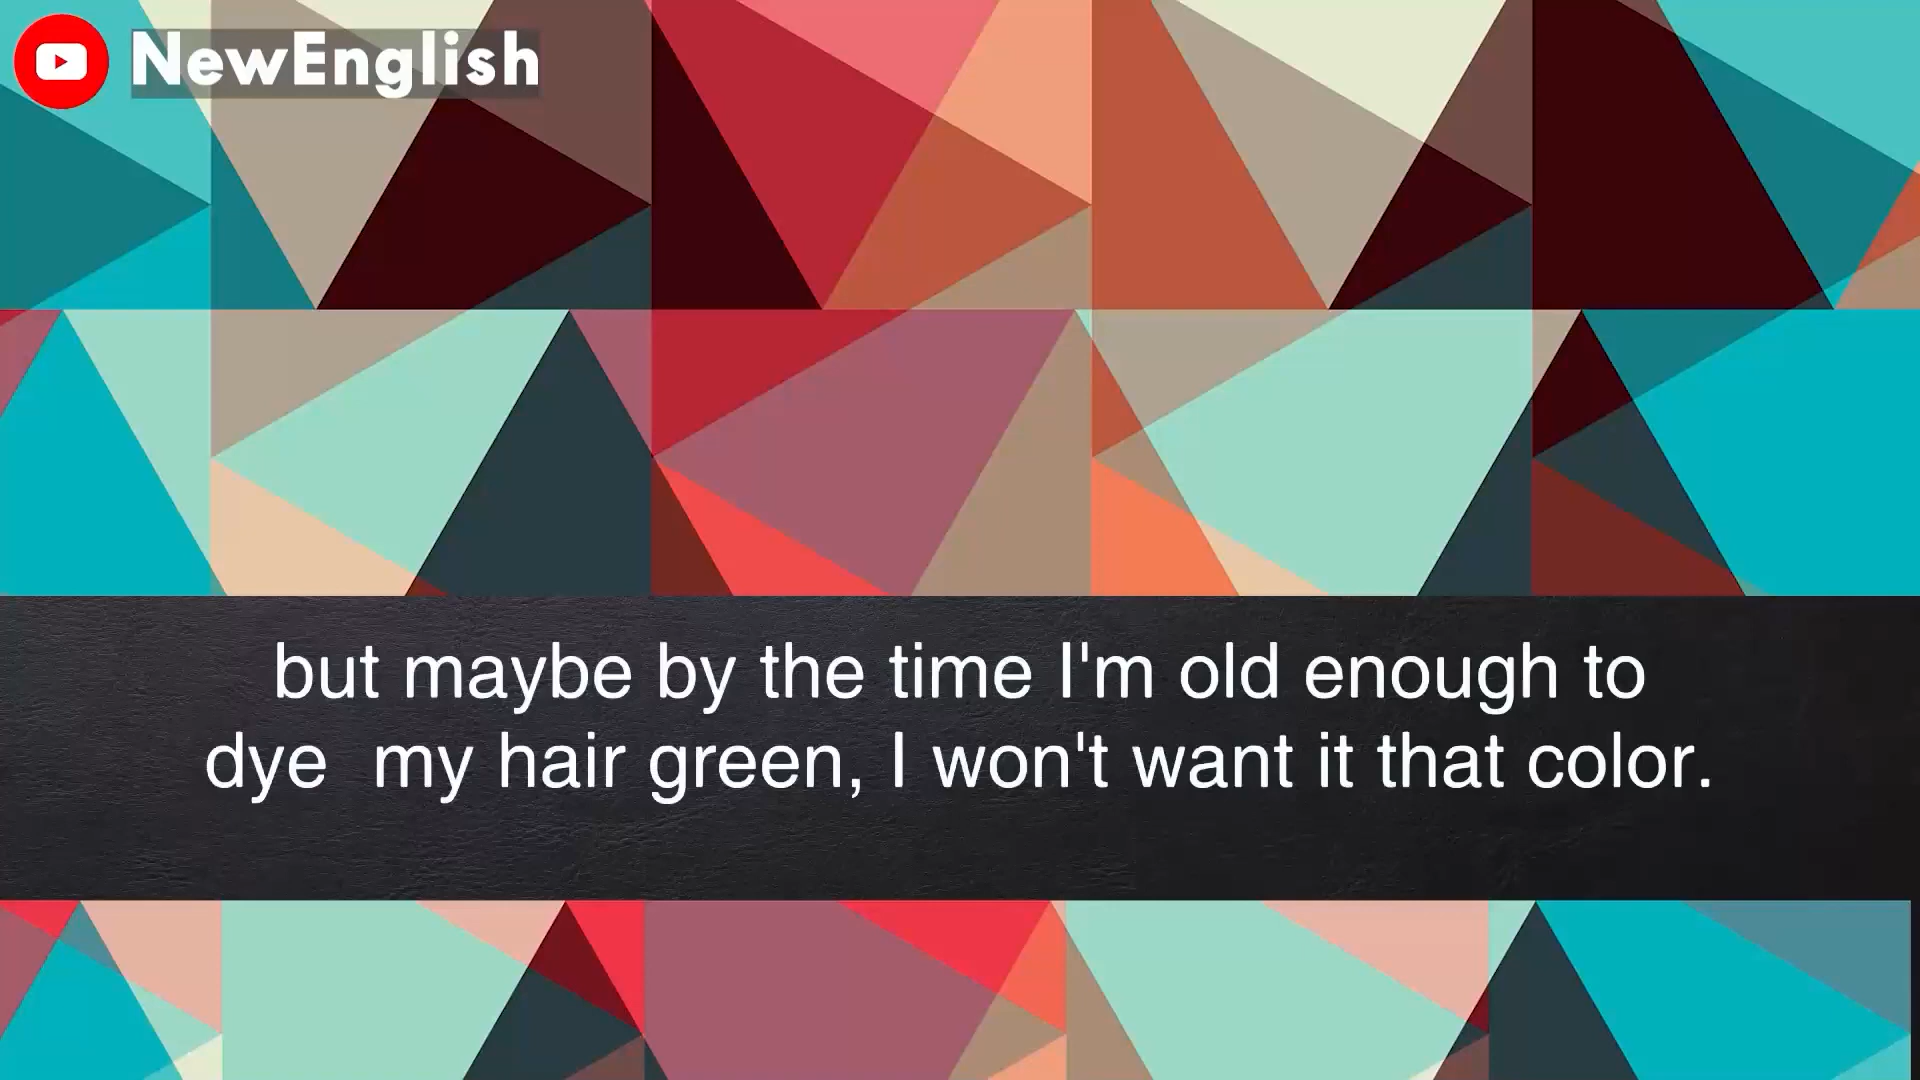 NewEnglish
but maybe by the time I'm old enough to
dye  my hair green, I won't want it that color.